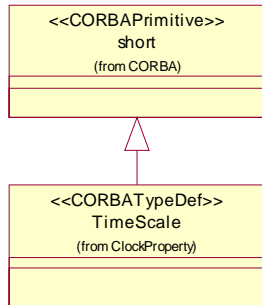 <<CORBAPrimitive>>
short
(from CORBA)
<<CORBATypeDef>>
TimeScale
(from ClockProperty)